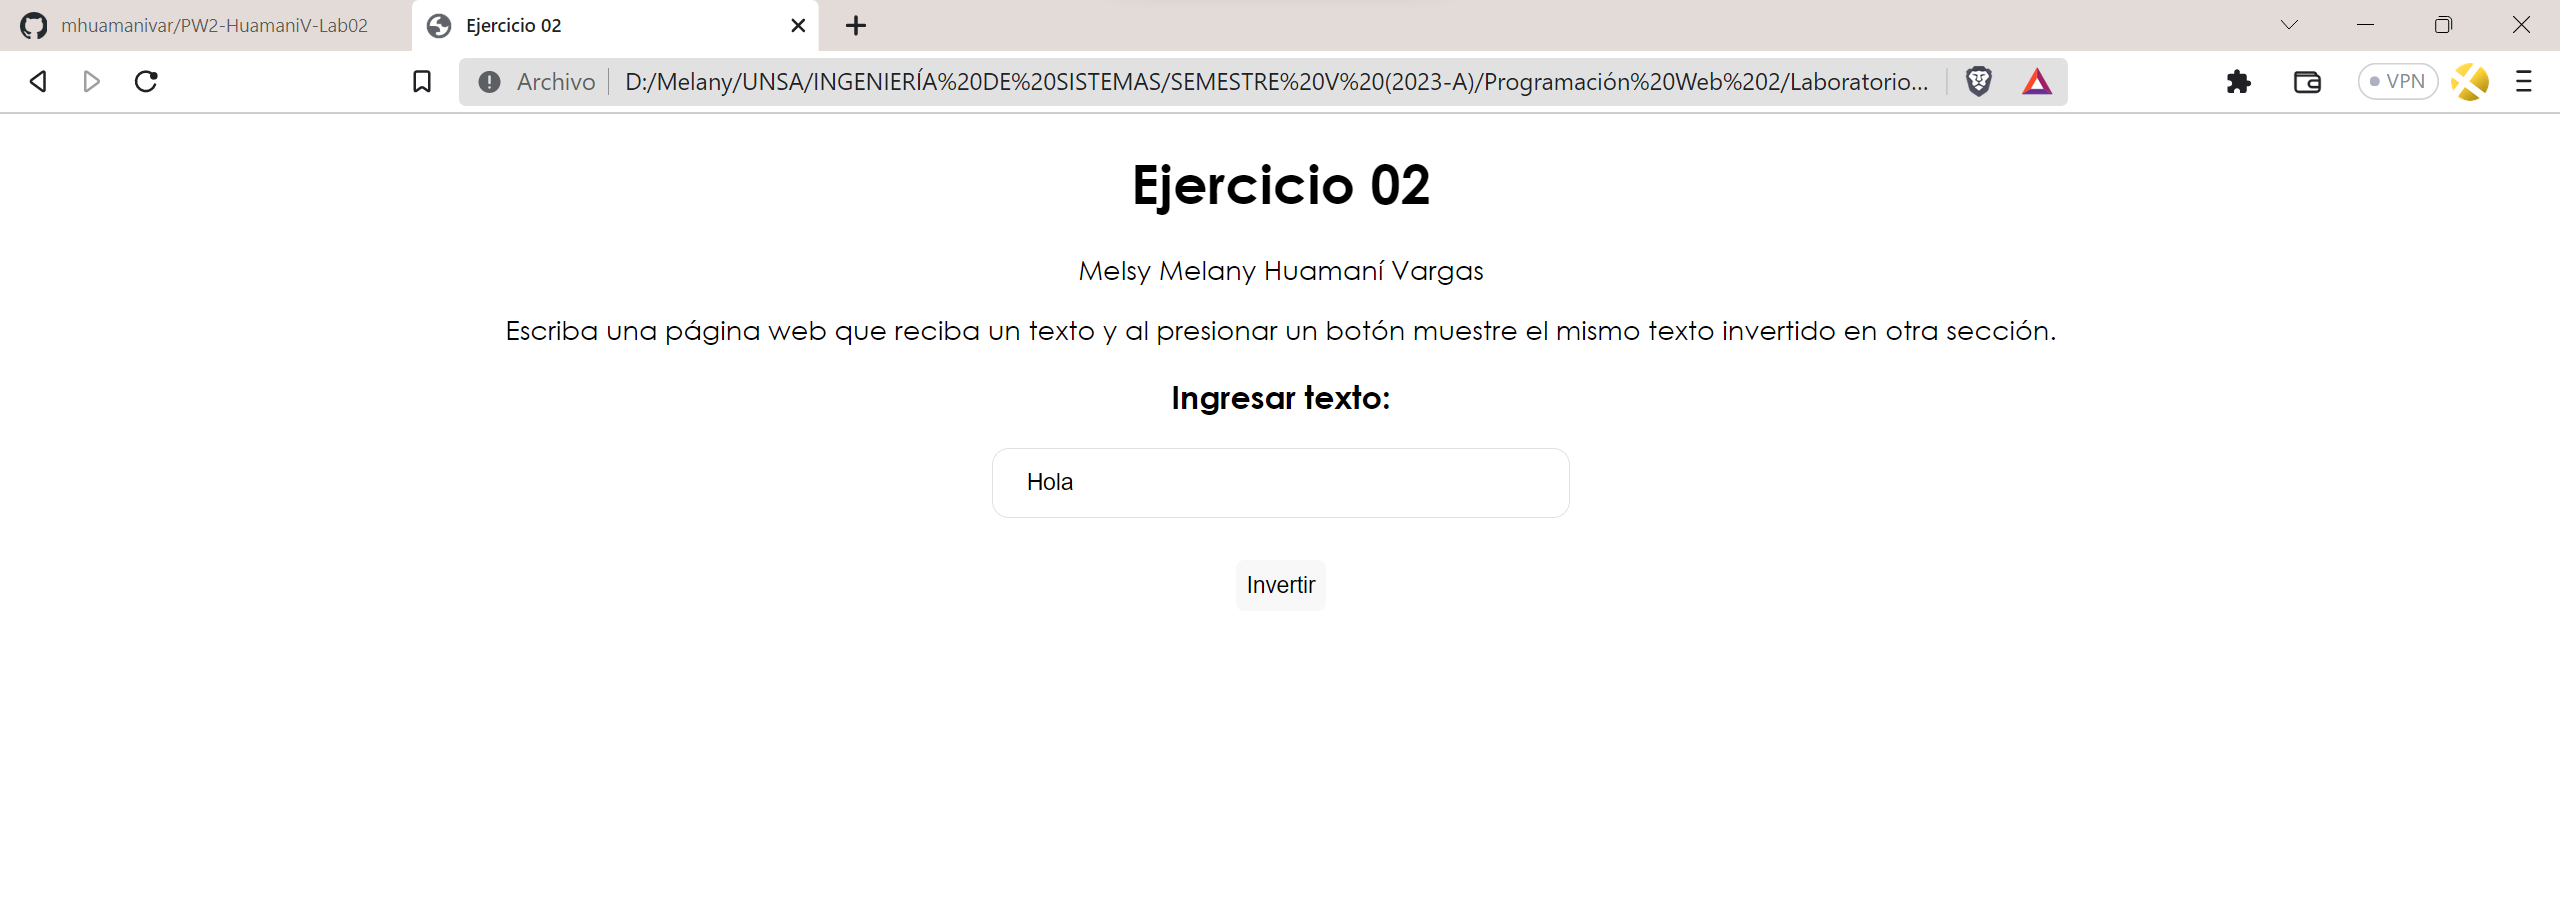 mhuamanivar/PW2-HuamaniV-Lab02
Ejercicio 02
Archivo
D:/Melany/UNSA/INGENIERÍA%20DE%20SISTEMAS/SEMESTRE%20V%20(2023-A)/Programación%20Web%202/Laboratorio...
VPN
Ejercicio 02
Melsy Melany Huamaní Vargas
Escriba una página web que reciba un texto y al presionar un botón muestre el mismo texto invertido en otra sección.
Ingresar texto:
Hola
Invertir